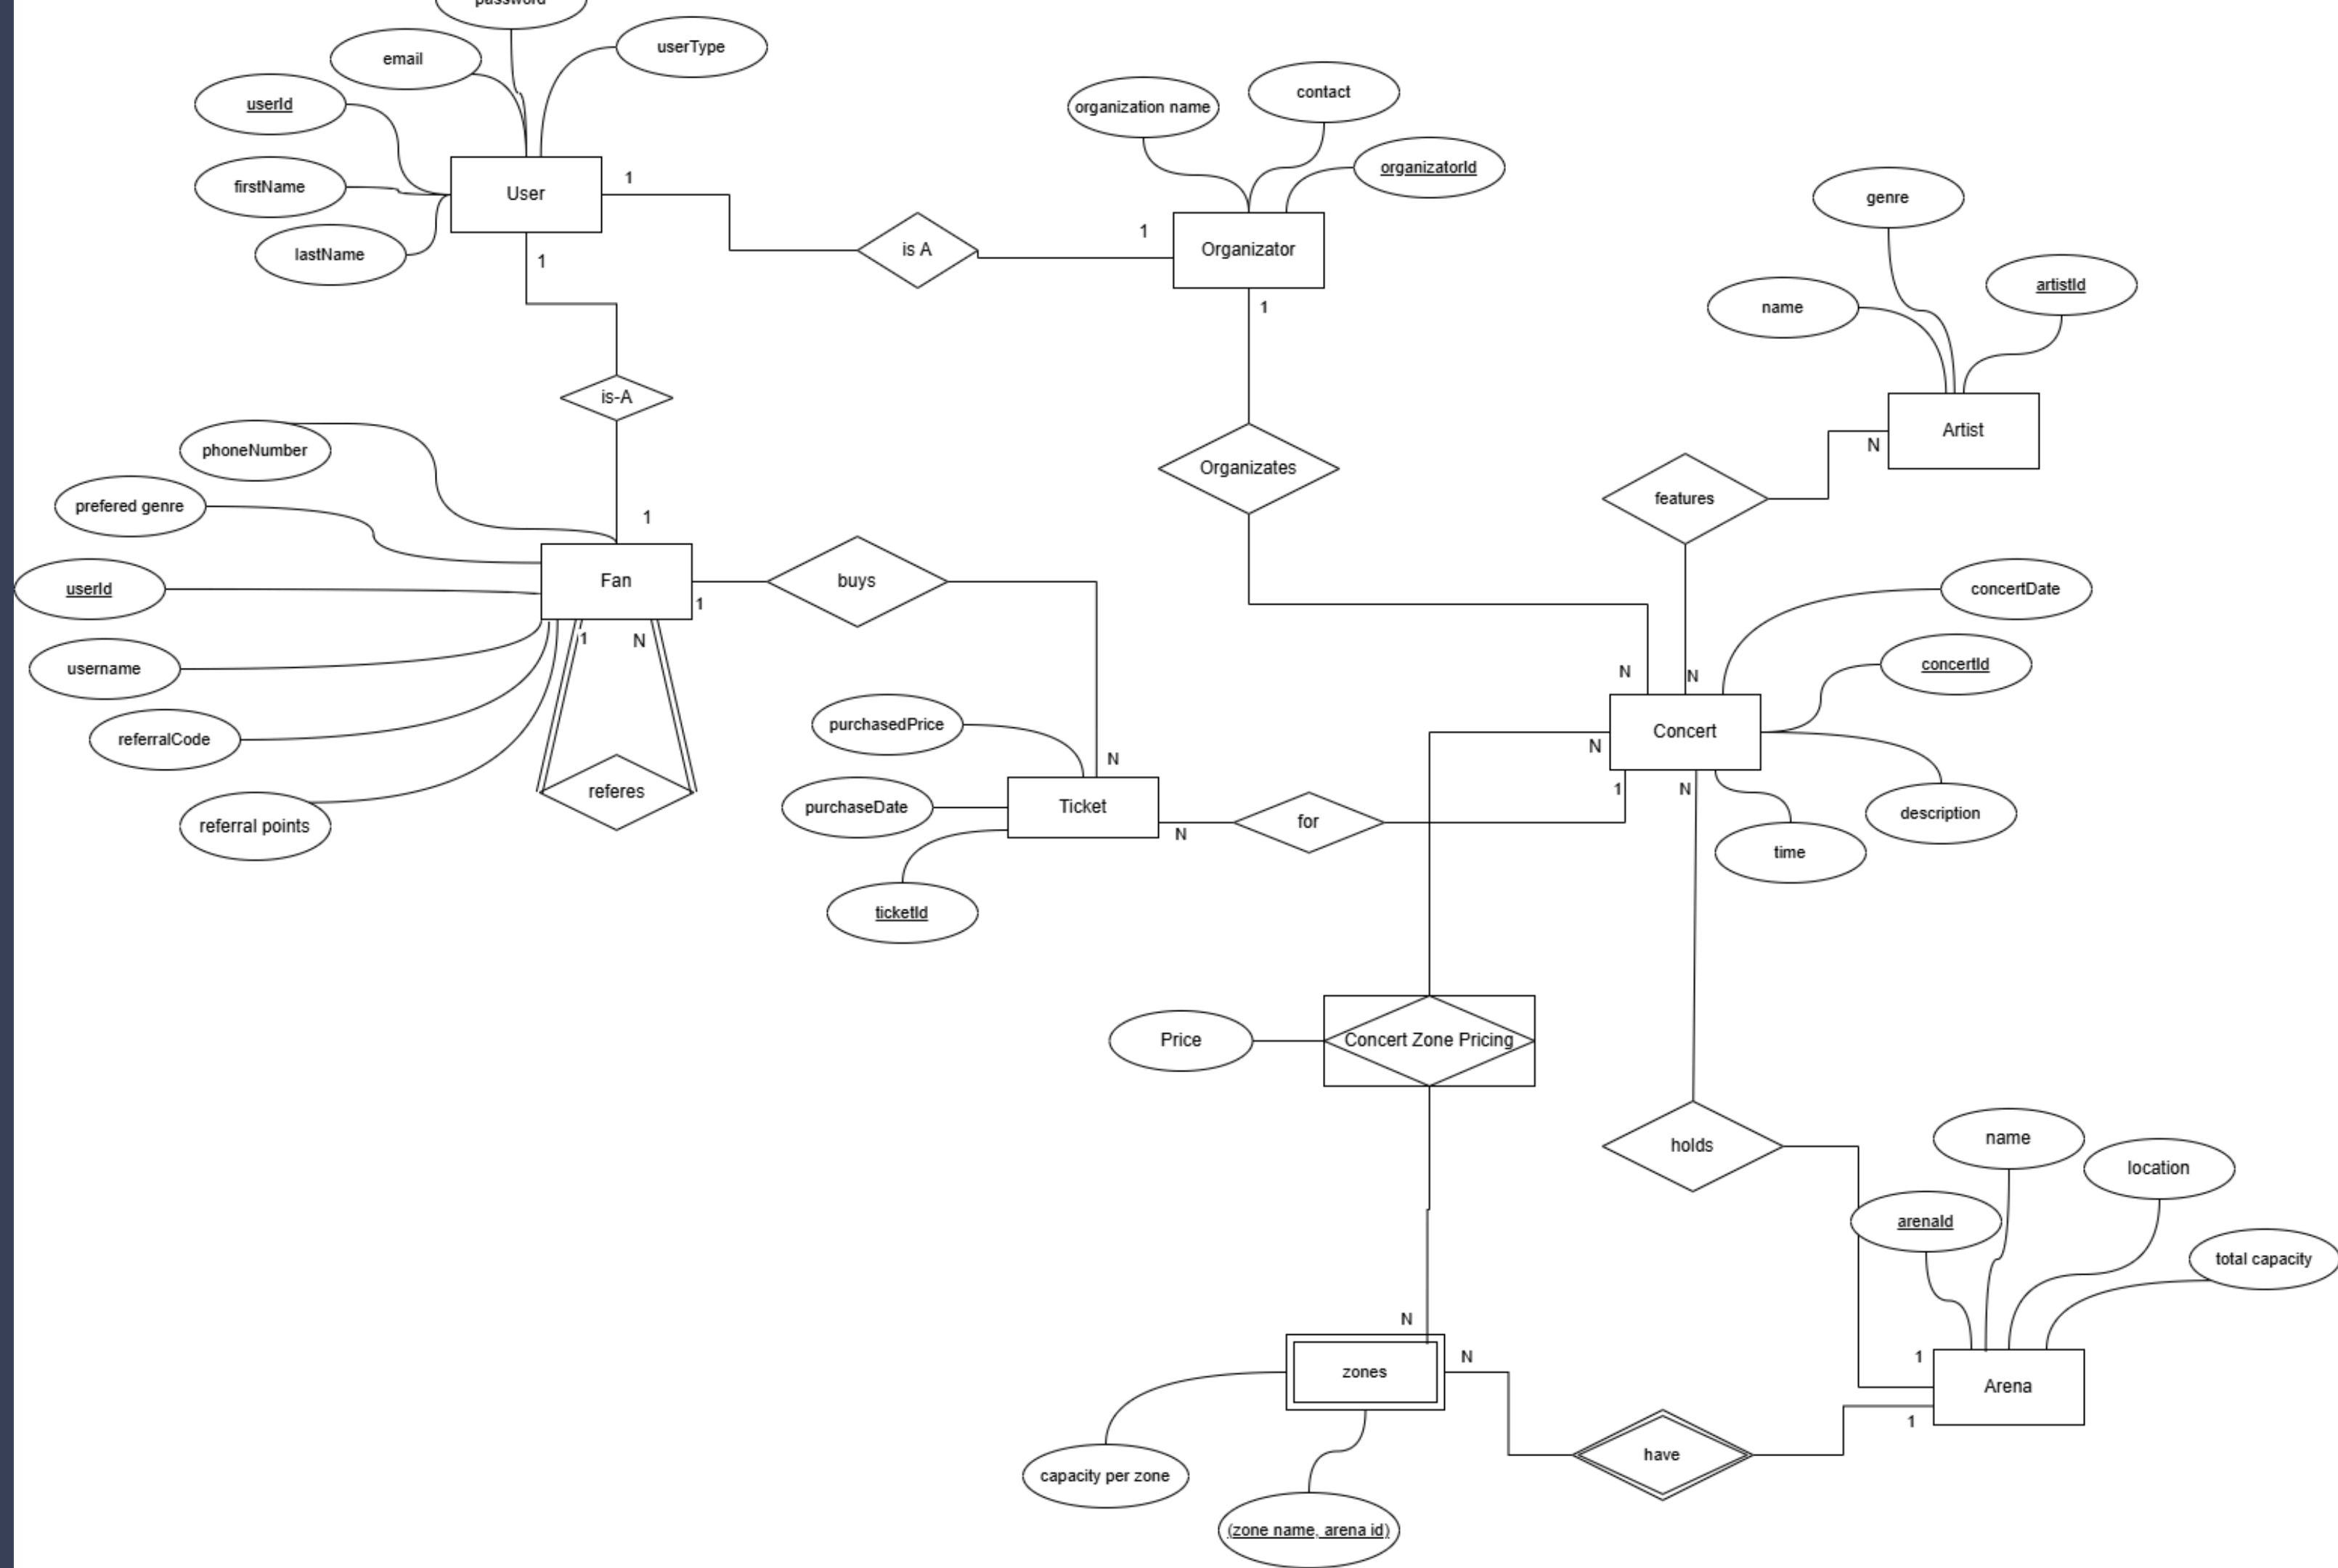 password
email
userType
userId
firstName
lastName
User
1
1
is A
1
organization name
contact
organizatorId
Organizator
1
genre
name
artistId
Artist
N
is-A
phoneNumber
prefered genre
userId
username
referralCode
referral points
1
Fan
1
1
N
referes
buys
Organizates
features
concertDate
concertId
description
time
N
N
Concert
N
1
N
purchasedPrice
purchaseDate
ticketId
N
Ticket
N
for
Price
Concert Zone Pricing
holds
name
location
arenaId
total capacity
N
zones
N
1
Arena
1
have
capacity per zone
(zone name, arena id)